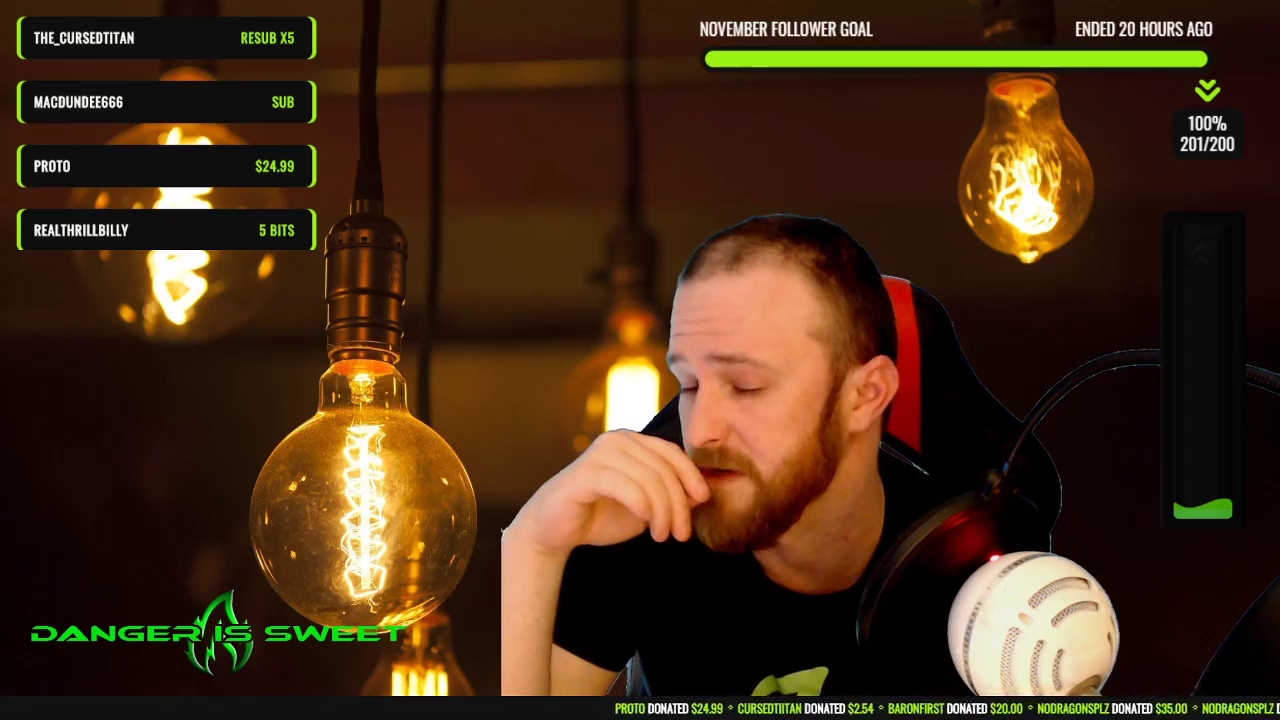 THE_CURSEDTITAN RESUB X5
MACDUNDEE666 SUB
PROTO $24.99
REALTHRILLBILLY 5 BITS
NOVEMBER FOLLOWER GOAL ENDED 20 HOURS AGO
100%
201/200
DANGER IS SWEET
PROTO DONATED $24.99 ⋄ CURSEDTIITAN DONATED $2.54 ⋄ BARONFIRST DONATED $20.00 ⋄ NODRAGONSPLZ DONATED $35.00 ⋄ NODRAGONSPLZ